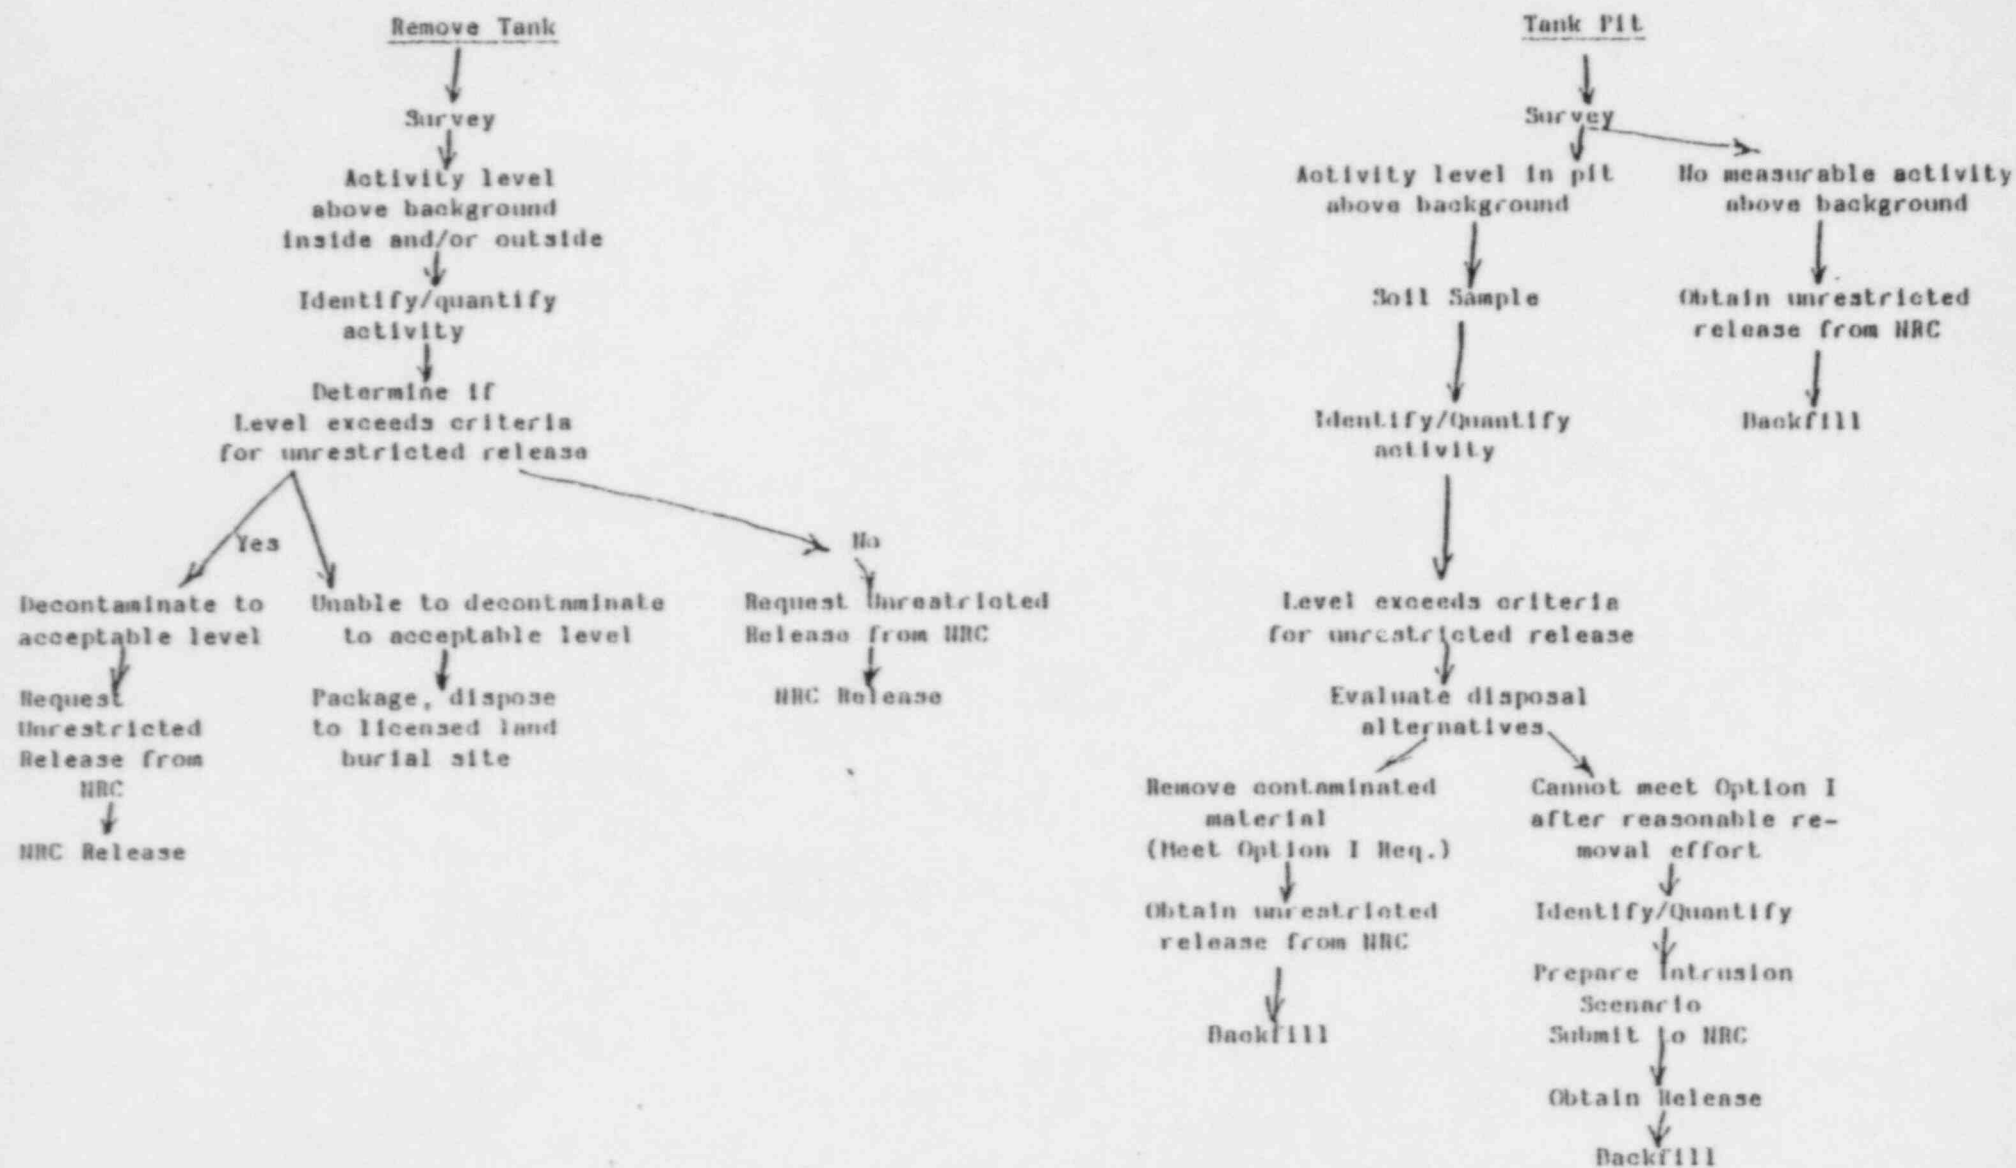 Remove Tank
Survey
Activity level
above background
inside and/or outside
Identify/quantify
activity
Determine if
Level exceeds criteria
for unrestricted release
Yes
No
Decontaminate to
acceptable level
Unable to decontaminate
to acceptable level
Request Unrestricted
Release from NRC
Request
Unrestricted
Release from
NRC
Package, dispose
to licensed land
burial site
NRC Release
NRC Release
Tank Pit
Survey
Activity level in pit
above background
No measurable activity
above background
Soil Sample
Obtain unrestricted
release from NRC
Identify/Quantify
activity
Backfill
Level exceeds criteria
for unrestricted release
Evaluate disposal
alternatives
Remove contaminated
material
(Meet Option I Req.)
Cannot meet Option I
after reasonable re-
moval effort
Obtain unrestricted
release from NRC
Identify/Quantify
Backfill
Prepare Intrusion
Scenario
Submit to NRC
Obtain Release
Backfill